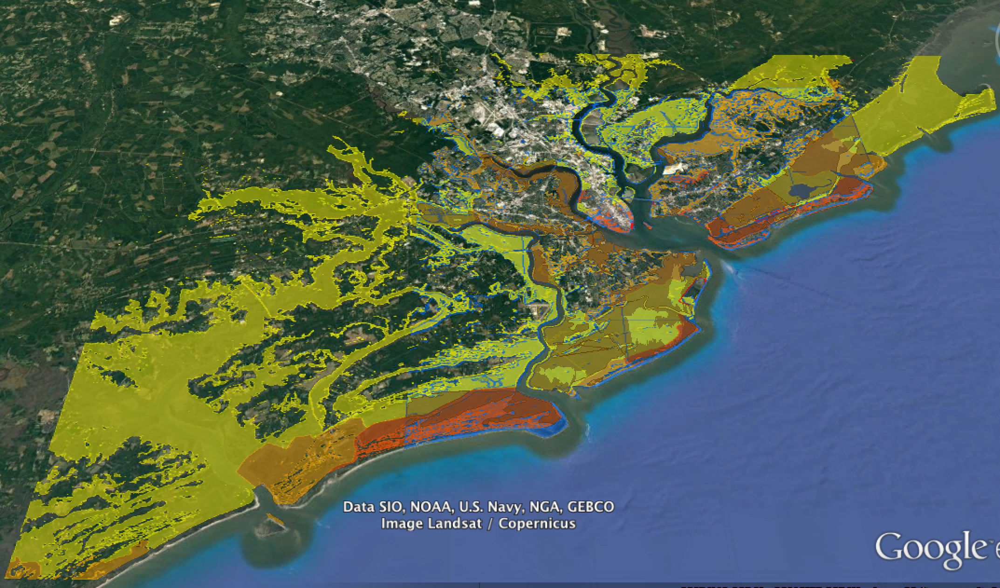 Data SIO, NOAA, U.S. Navy, NGA, GEBCO
Image Landsat / Copernicus
Google